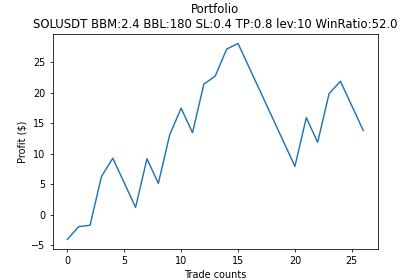 Portfolio
SOLUSDT BBM:2.4 BBL:180 SL:0.4 TP:0.8 lev:10 WinRatio:52.0
Profit ($)
25
20
15
10
5
0
−5
0 5 10 15 20 25
Trade counts